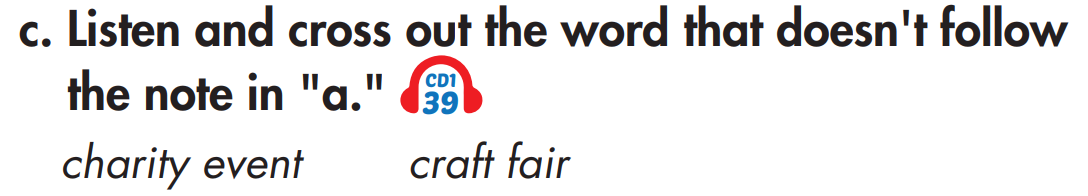 c. Listen and cross out the word that doesn't follow
the note in "a." CD1
39
charity event craft fair